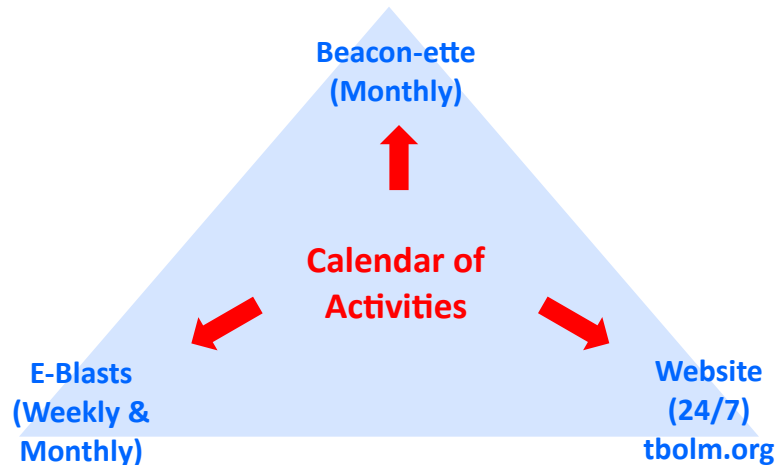 Beacon-ette
(Monthly)
Calendar of
Activities
E-Blasts
(Weekly &
Monthly)
Website
(24/7)
tbolm.org